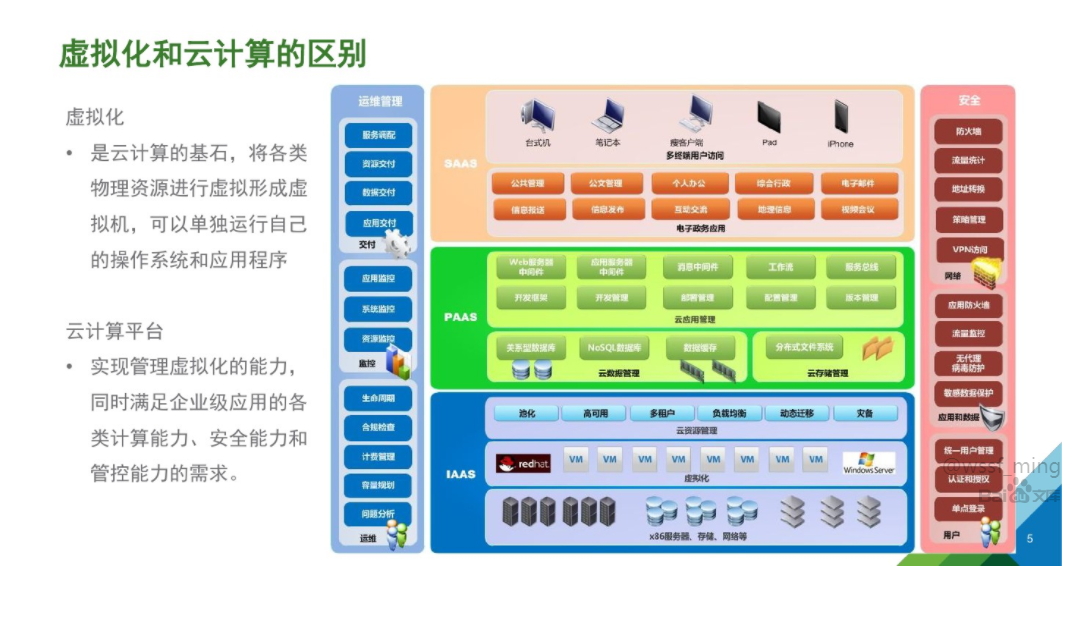 虚拟化和云计算的区别
虚拟化
• 是云计算的基石，将各类
物理资源进行虚拟形成虚
拟机，可以单独运行自己
的操作系统和应用程序
云计算平台
• 实现管理虚拟化的能力，
同时满足企业级应用的各
类计算能力、安全能力和
管控能力的需求。
运维管理
服务调配
资源交付
数据交付
应用交付
交付
应用监控
系统监控
资源监控
监控
生命周期
合规检查
计费管理
容量规划
问题分析
运维
SAAS
台式机 笔记本 瘦客户端 Pad iPhone
多终端用户访问
公共管理 公文管理 个人办公 综合行政 电子邮件
信息报送 信息发布 互动交流 助理信息 视频会议
电子政务应用
PAAS
Web服务器 应用服务器 消息中间件 工作流 服务总线
中间件 中间件
开发框架 开发管理 部署管理 配置管理 版本管理
云应用管理
关系型数据库 NoSQL数据库 数据缓存 分布式文件系统
云数据管理 云存储管理
IAAS
池化 高可用 多租户 负载均衡 动态迁移 灾备
云资源管理
redhat. VM VM VM VM VM VM VM VM Windows Server
虚拟化
x86服务器、存储、网络等
安全
防火墙
流量统计
地址转换
策略管理
VPN访问
网络
应用防火墙
流量监控
无代理
病毒防护
敏感数据保护
应用和数据
统一用户管理
认证和授权
单点登录
用户
5